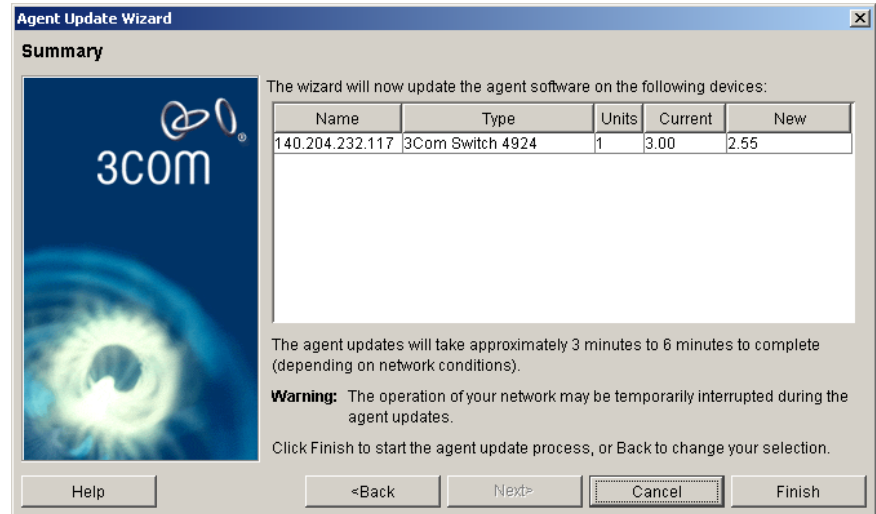 Agent Update Wizard
Summary
3COM
The wizard will now update the agent software on the following devices:
Name Type Units Current New
140.204.232.117 3Com Switch 4924 1 3.00 2.55
The agent updates will take approximately 3 minutes to 6 minutes to complete
(depending on network conditions).
Warning: The operation of your network may be temporarily interrupted during the
agent updates.
Click Finish to start the agent update process, or Back to change your selection.
Help <Back Next> Cancel Finish